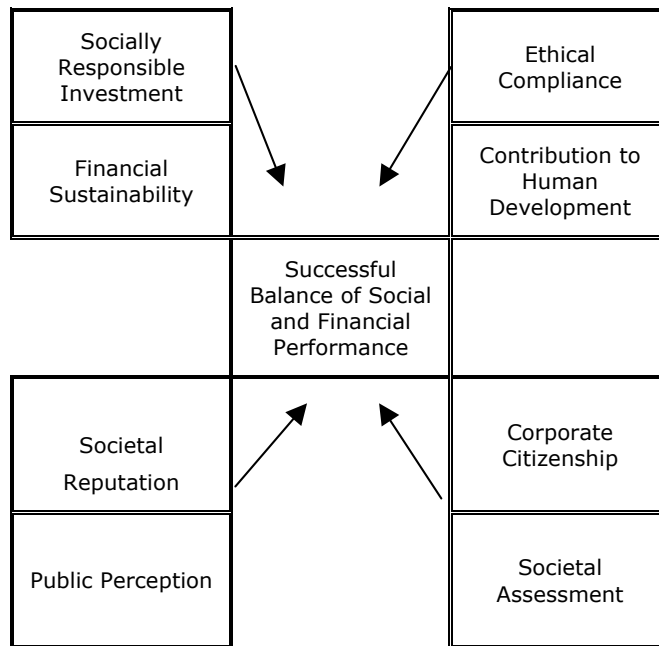 Socially
Responsible
Investment
Ethical
Compliance
Financial
Sustainability
Contribution to
Human
Development
Successful
Balance of Social
and Financial
Performance
Societal
Reputation
Corporate
Citizenship
Public Perception
Societal
Assessment